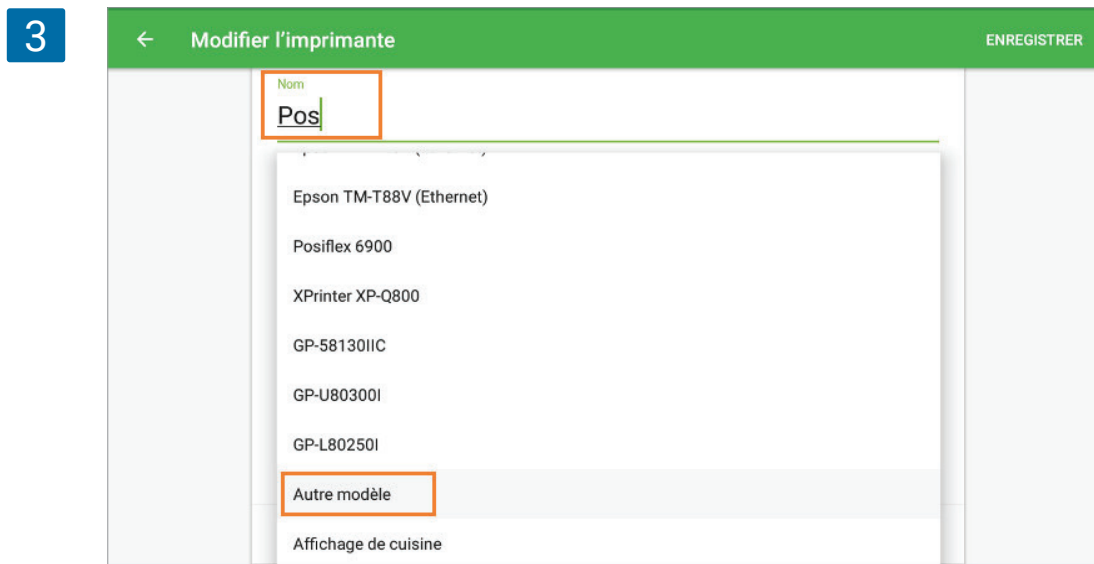 3
Modifier l'imprimante
ENREGISTRER
Nom
Pos
Epson TM-T88V (Ethernet)
Posiflex 6900
XPrinter XP-Q800
GP-58130IIC
GP-U80300I
GP-L80250I
Autre modèle
Affichage de cuisine